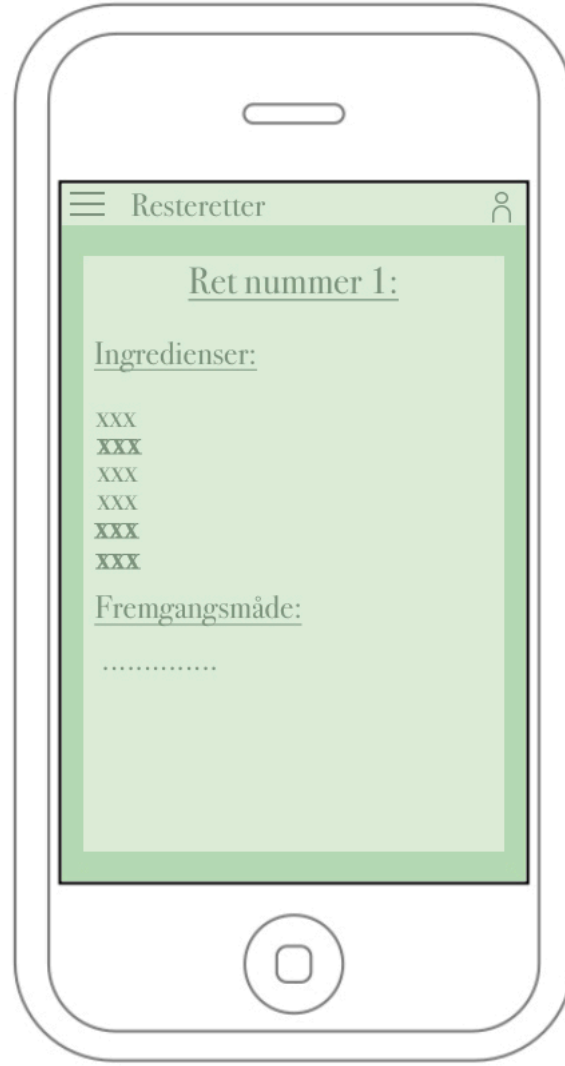 Resteretter
Ret nummer 1:
Ingredienser:
xxx
xxx
xxx
xxx
xxx
xxx
Fremgangsmåde:
..............